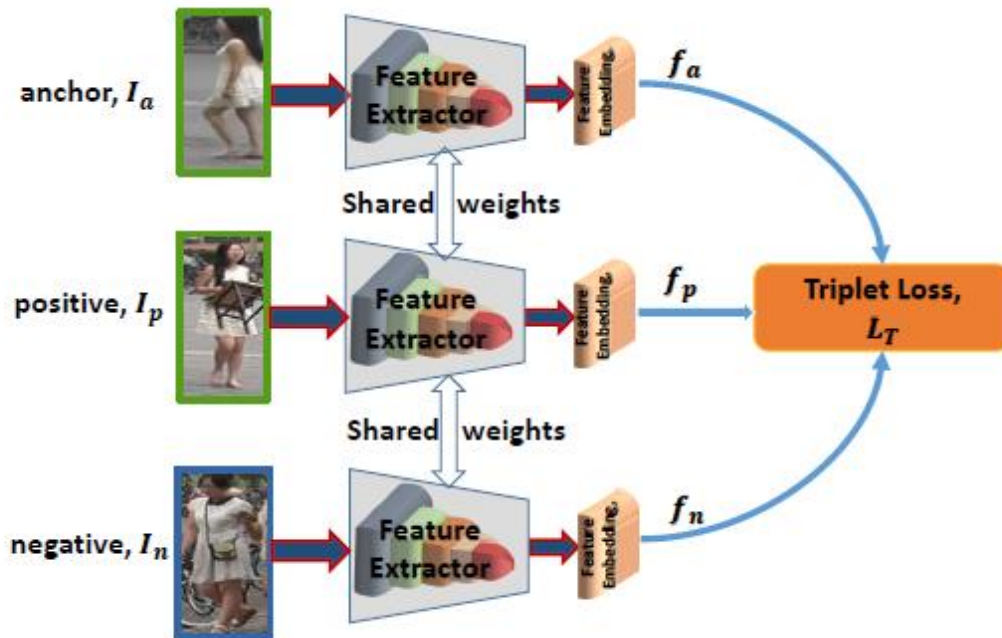 anchor, I_a
Feature
Extractor
Feature
Embedding,
f_a
Shared weights
positive, I_p
Feature
Extractor
Feature
Embedding,
f_p
Triplet Loss,
L_T
Shared weights
negative, I_n
Feature
Extractor
Feature
Embedding,
f_n